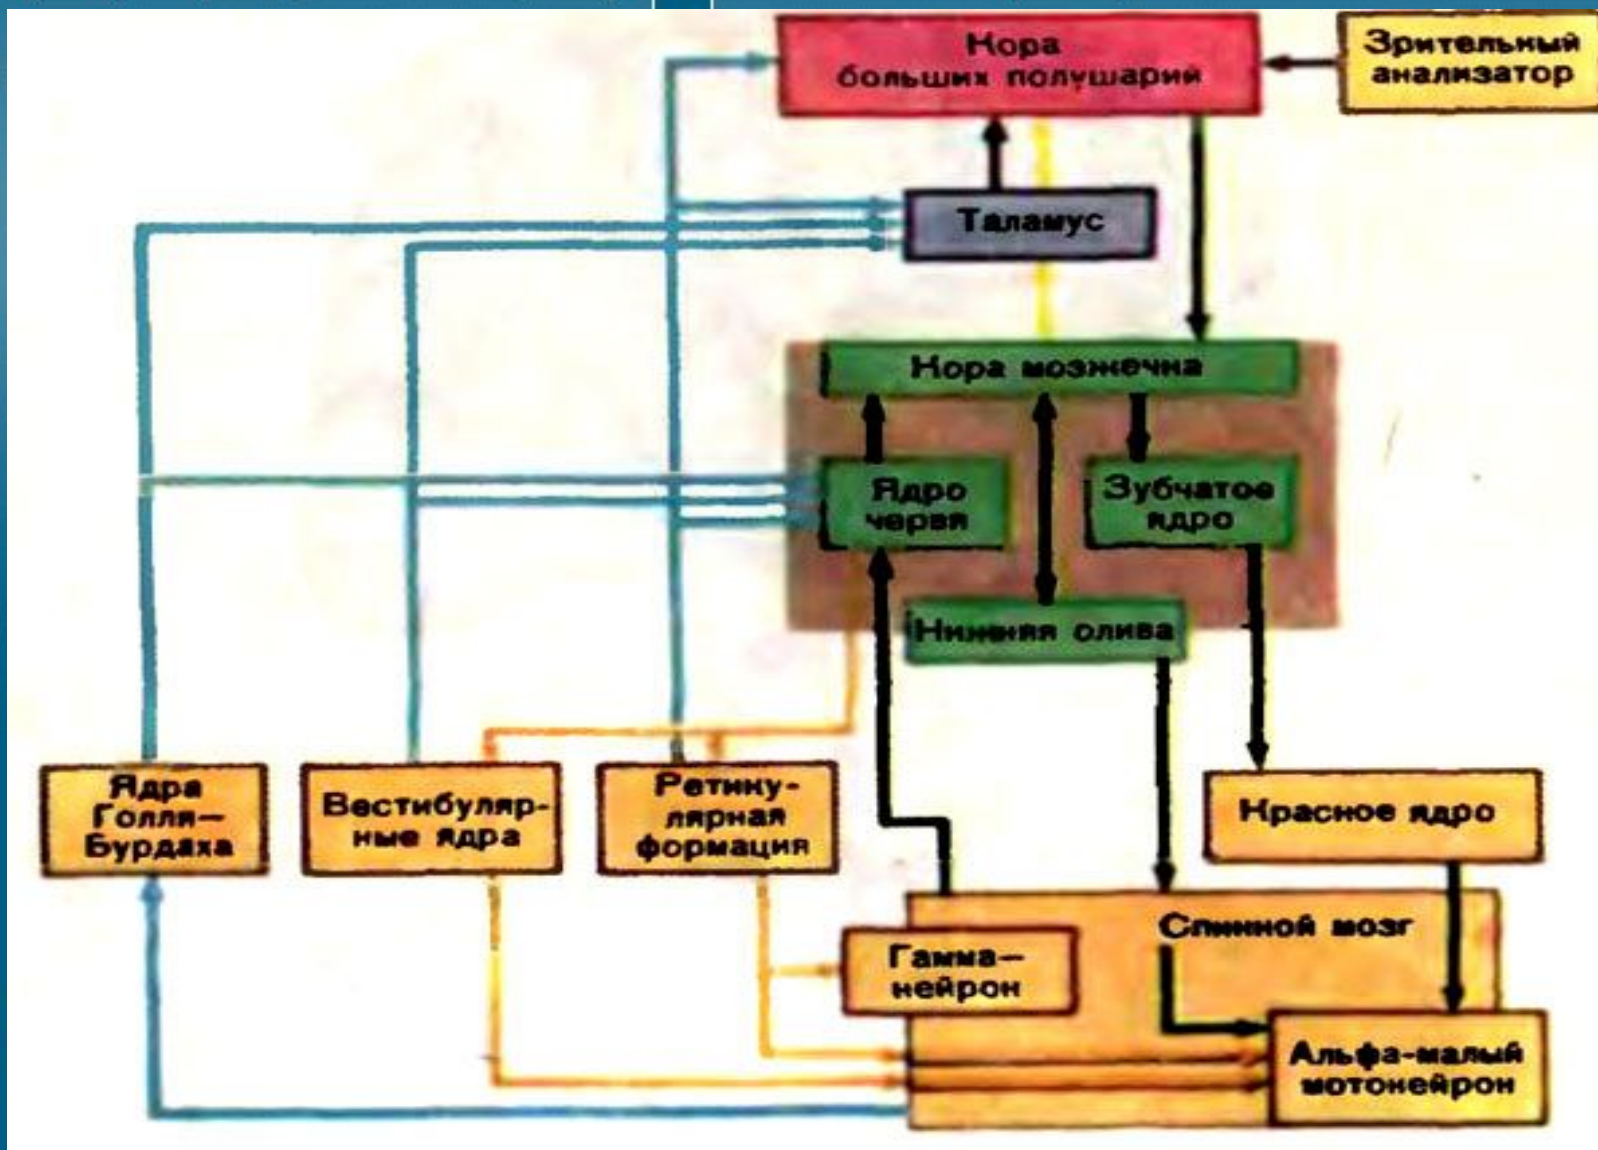 Кора
больших полушарий
Зрительный
анализатор
Таламус
Кора мозжечка
Ядро
червя
Зубчатое
ядро
Нижняя олива
Ядра
Голля—
Бурдаха
Вестибуляр-
ные ядра
Ретику-
лярная
формация
Красное ядро
Спинной мозг
Гамма—
нейрон
Альфа-малый
мотонейрон